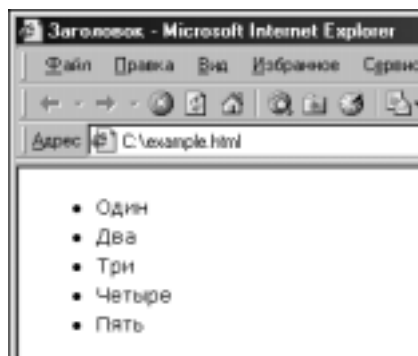 Заголовок - Microsoft Internet Explorer
Файл Правка Вид Избранное Сервис
Адрес C:\example.html
• Один
• Два
• Три
• Четыре
• Пять